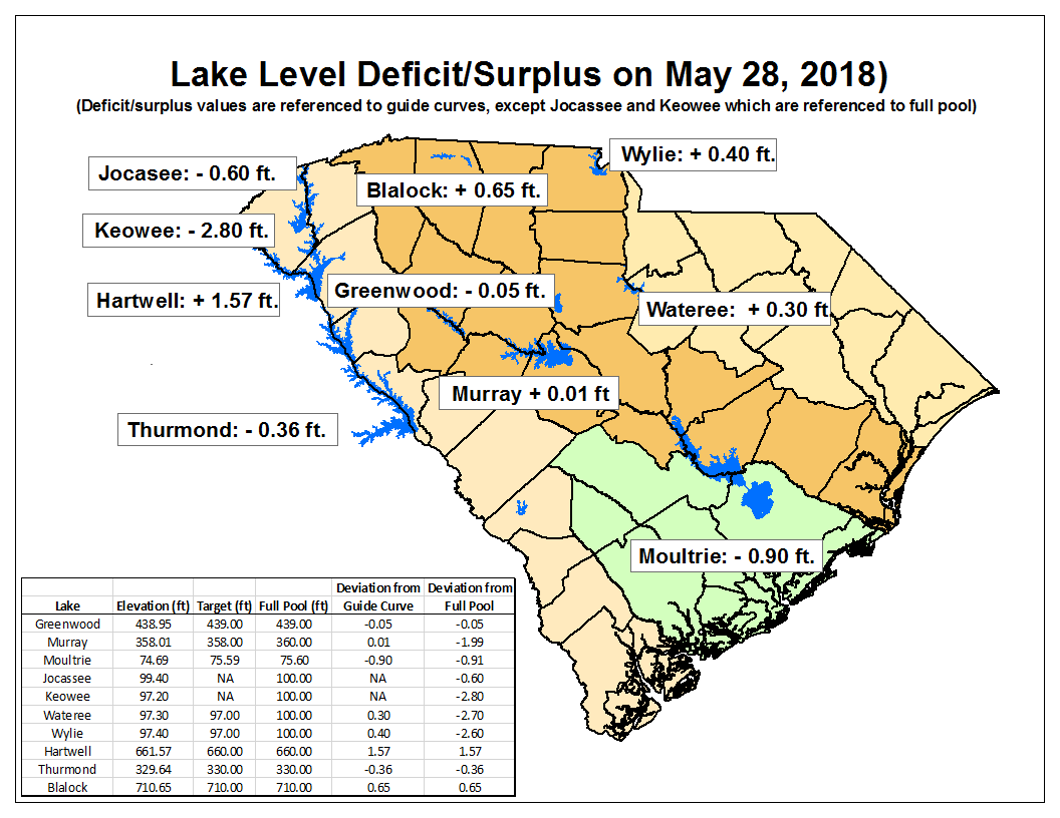 Lake Level Deficit/Surplus on May 28, 2018)
(Deficit/surplus values are referenced to guide curves, except Jocassee and Keowee which are referenced to full pool)
Wylie: + 0.40 ft.
Jocasee: - 0.60 ft.
Blalock: + 0.65 ft.
Keowee: - 2.80 ft.
Greenwood: - 0.05 ft.
Hartwell: + 1.57 ft.
Wateree: + 0.30 ft
Murray + 0.01 ft
Thurmond: - 0.36 ft.
Moultrie: - 0.90 ft.
Deviation from Deviation from
Lake Elevation (ft) Target (ft) Full Pool (ft) Guide Curve Full Pool
Greenwood 438.95 439.00 439.00 -0.05 -0.05
Murray 358.01 358.00 360.00 0.01 -1.99
Moultrie 74.69 75.59 75.60 -0.90 -0.91
Jocassee 99.40 NA 100.00 NA -0.60
Keowee 97.20 NA 100.00 NA -2.80
Wateree 97.30 97.00 100.00 0.30 -2.70
Wylie 97.40 97.00 100.00 0.40 -2.60
Hartwell 661.57 660.00 660.00 1.57 1.57
Thurmond 329.64 330.00 330.00 -0.36 -0.36
Blalock 710.65 710.00 710.00 0.65 0.65